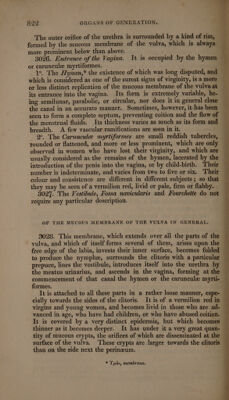 822 ORGANS OF GENERATION.
The outer orifice of the urethra is surrounded by a kind of rim,
formed by the mucous membrane of the vulva, which is always
more prominent below than above.
3026. Entrance of the Vagina. It is occupied by the hymen
or carunculæ myrtiformes.
1°. The Hymen,* the existence of which was long disputed, and
which is considered as one of the surest signs of virginity, is a more
or less distinct replication of the mucous membrane of the vulva at
its entrance into the vagina. Its form is extremely variable, be-
ing semilunar, parabolic, or circular, nor does it in general close
the canal in an accurate manner. Sometimes, however, it has been
seen to form a complete septum, preventing coition and the flow of
the menstrual fluids. Its thickness varies as much as its form and
breadth. A few vascular ramifications are seen in it.
2°. The Carunculæ myrtiformes are small reddish tubercles,
rounded or flattened, and more or less prominent, which are only
observed in women who have lost their virginity, and which are
usually considered as the remains of the hymen, lacerated by the
introduction of the penis into the vagina, or by child-birth. Their
number is indeterminate, and varies from two to five or six. Their
colour and consistence are different in different subjects; so that
they may be seen of a vermilion red, livid or pale, firm or flabby.
3027. The Vestibule, Fossa navicularis and Fourchette do not
require any particular description.
OF THE MUCOUS MEMBRANE OF THE VULVA IN GENERAL.
3028. This membrane, which extends over all the parts of the
vulva, and which of itself forms several of them, arises upon the
free edge of the labia, invests their inner surface, becomes folded
to produce the nymphæ, surrounds the clitoris with a particular
prepuce, lines the vestibule, introduces itself into the urethra by
the meatus urinarius, and ascends in the vagina, forming at the
commencement of that canal the hymen or the carunculæ myrti-
formes.
It is attached to all these parts in a rather loose manner, espe-
cially towards the sides of the clitoris. It is of a vermilion red in
virgins and young women, and becomes livid in those who are ad-
vanced in age, who have had children, or who have abused coition.
It is covered by a very distinct epidermis, but which becomes
thinner as it becomes deeper. It has under it a very great quan-
tity of mucous crypts, the orifices of which are disseminated at the
surface of the vulva. These crypts are larger towards the clitoris
than on the side next the perinæum.